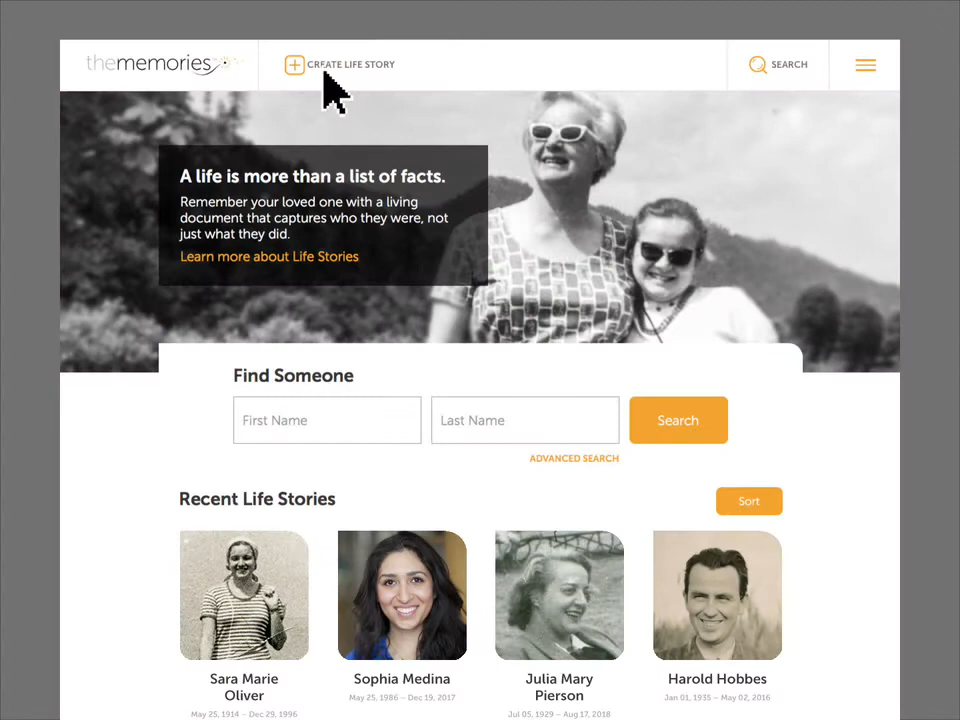 thememories
CREATE LIFE STORY
SEARCH
A life is more than a list of facts.
Remember your loved one with a living
document that captures who they were, not
just what they did.
Learn more about Life Stories
Find Someone
First Name
Last Name
Search
ADVANCED SEARCH
Recent Life Stories
Sort
Sara Marie
Oliver
May 25, 1914 – Dec 29, 1996
Sophia Medina
May 25, 1986 – Dec 19, 2017
Julia Mary
Pierson
Jul 05, 1929 – Aug 17, 2018
Harold Hobbes
Jan 01, 1935 – May 02, 2016